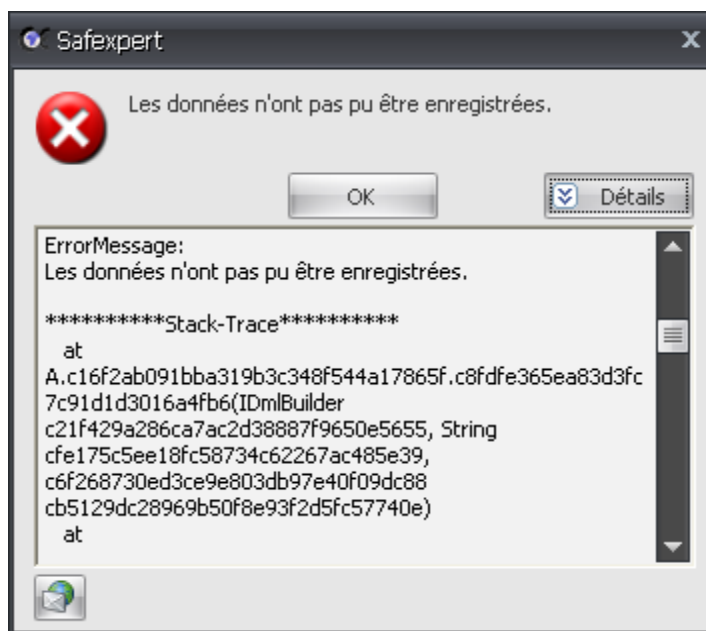 Safexpert
Les données n'ont pas pu être enregistrées.
OK
Détails
ErrorMessage:
Les données n'ont pas pu être enregistrées.
**********Stack-Trace**********
at
A.c16f2ab091bba319b3c348f544a17865f.c8fdfe365ea83d3fc
7c91d1d3016a4fb6(IDmlBuilder
c21f429a286ca7ac2d38887f9650e5655, String
cfe175c5ee18fc58734c62267ac485e39,
c6f268730ed3ce9e803db97e40f09dc88
cb5129dc28969b50f8e93f2d5fc57740e)
at